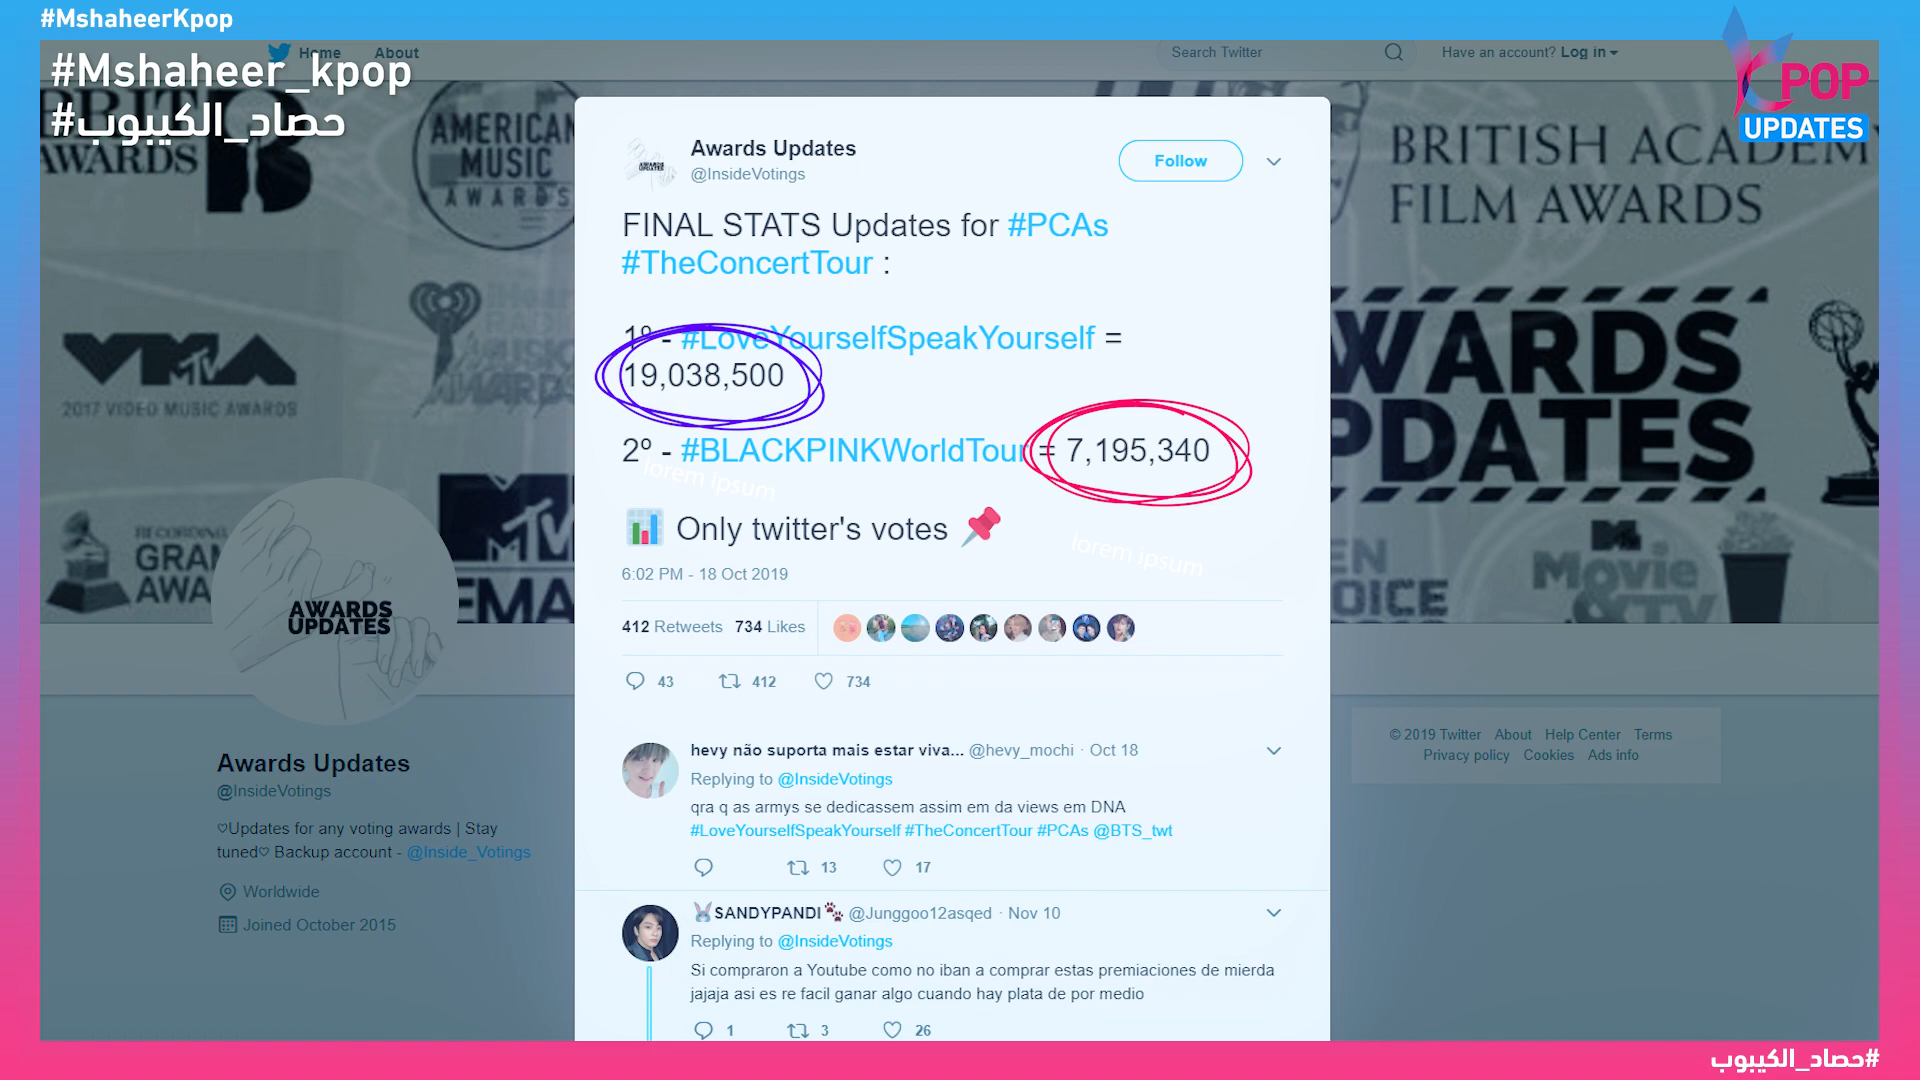 #MshaheerKpop
#Mshaheer_kpop
#حصاد_الكيبوب
Home About
Search Twitter
Have an account? Log in
POP
UPDATES
AWARDS
AMERICAN
MUSIC
AWARDS
BRITISH ACADEM
FILM AWARDS
MTV
2017 VIDEO MUSIC AWARDS
AWARDS
UPDATES
Awards Updates
@InsideVotings
Follow
FINAL STATS Updates for #PCAs
#TheConcertTour :
1º - #LoveYourselfSpeakYourself =
19,038,500
2º - #BLACKPINKWorldTour = 7,195,340
lorem ipsum
📊 Only twitter's votes 📌
lorem ipsum
6:02 PM - 18 Oct 2019
412 Retweets 734 Likes
43 412 734
hevy não suporta mais estar viva... @hevy_mochi · Oct 18
Replying to @InsideVotings
qra q as armys se dedicassem assim em da views em DNA
#LoveYourselfSpeakYourself #TheConcertTour #PCAs @BTS_twt
13 17
🐰SANDYPANDI🐾 @Junggoo12asqed · Nov 10
Replying to @InsideVotings
Si compraron a Youtube como no iban a comprar estas premiaciones de mierda
jajaja asi es re facil ganar algo cuando hay plata de por medio
1 3 26
AWARDS
UPDATES
Awards Updates
@InsideVotings
♡Updates for any voting awards | Stay
tuned♡ Backup account - @Inside_Votings
Worldwide
Joined October 2015
© 2019 Twitter About Help Center Terms
Privacy policy Cookies Ads info
#حصاد_الكيبوب